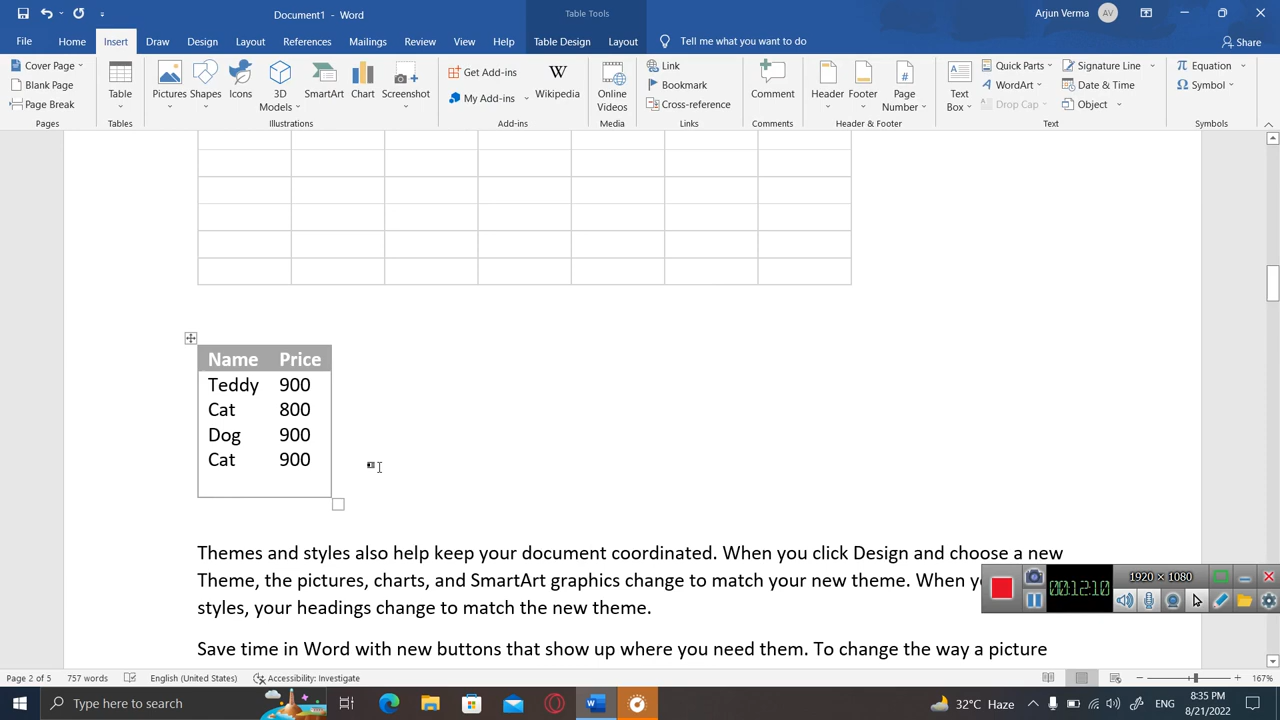 Document1 - Word
Table Tools
Arjun Verma AV
File Home Insert Draw Design Layout References Mailings Review View Help Table Design Layout Tell me what you want to do Share
Cover Page
Blank Page
Page Break
Pages
Table
Tables
Pictures
Shapes
Icons
3D
Models
SmartArt
Chart
Screenshot
Illustrations
Get Add-ins
My Add-ins
W
Wikipedia
Add-ins
Online
Videos
Media
Link
Bookmark
Cross-reference
Links
Comment
Comments
Header
Footer
Page
Number
Header & Footer
Text
Box
Quick Parts
WordArt
Drop Cap
Signature Line
Date & Time
Object
Text
Equation
Symbol
Symbols
Name Price
Teddy 900
Cat 800
Dog 900
Cat 900
Themes and styles also help keep your document coordinated. When you click Design and choose a new
Theme, the pictures, charts, and SmartArt graphics change to match your new theme. When
styles, your headings change to match the new theme.
Save time in Word with new buttons that show up where you need them. To change the way a picture
1920 × 1080
00:12:10
Page 2 of 5 757 words English (United States) Accessibility: Investigate 167%
Type here to search
32°C Haze
ENG
8:35 PM
8/21/2022